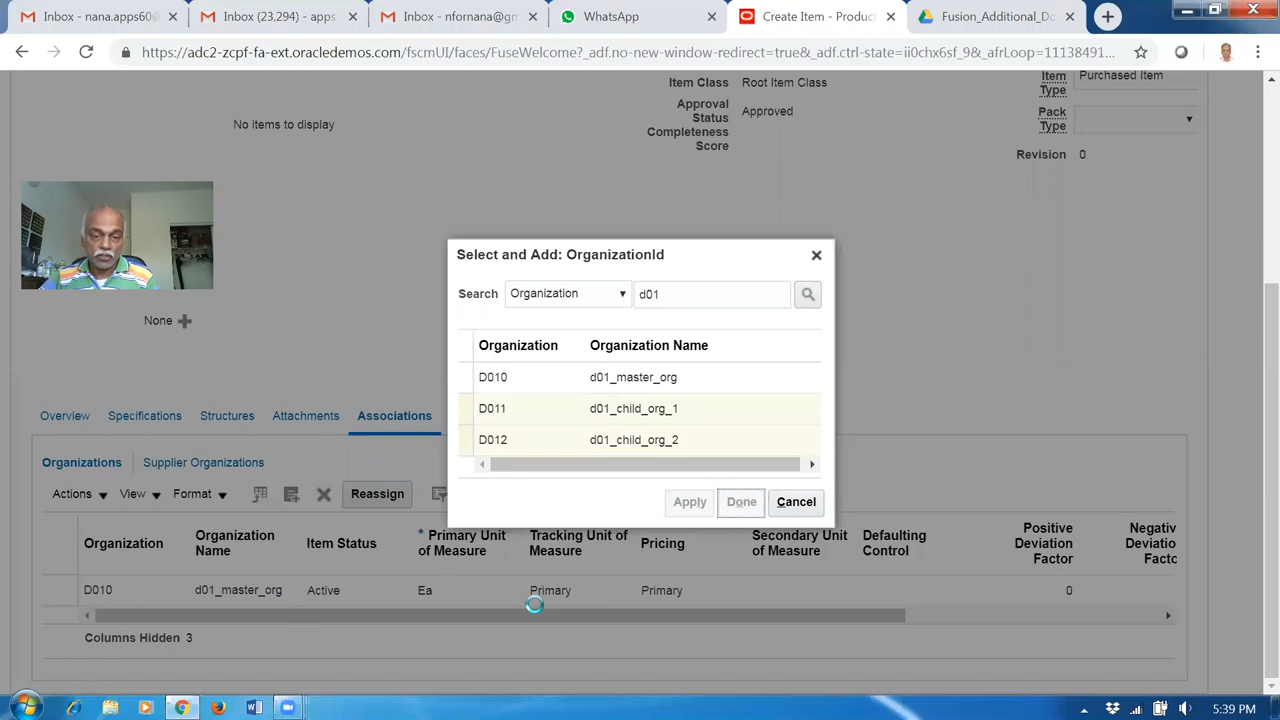 Inbox - nana.apps60@
Inbox (23,294) - apps.
Inbox - nfornana@
WhatsApp
Create Item - Product
Fusion_Additional_Do
https://adc2-zcpf-fa-ext.oracledemos.com/fscmUI/faces/FuseWelcome?_adf.no-new-window-redirect=true&_adf.ctrl-state=ii0chx6sf_9&_afrLoop=11138491...
Item Class Root Item Class
Item Type Purchased Item
Approval Status Approved
Pack Type
Completeness Score
No items to display
Revision 0
None
Select and Add: OrganizationId
Search Organization d01
Organization Organization Name
D010 d01_master_org
D011 d01_child_org_1
D012 d01_child_org_2
Apply Done Cancel
Overview Specifications Structures Attachments Associations
Organizations Supplier Organizations
Actions View Format Reassign
Organization Organization Name Item Status * Primary Unit of Measure Tracking Unit of Measure Pricing Secondary Unit of Measure Defaulting Control Positive Deviation Factor Negativ Deviatio Fact
D010 d01_master_org Active Ea Primary Primary 0
Columns Hidden 3
5:39 PM